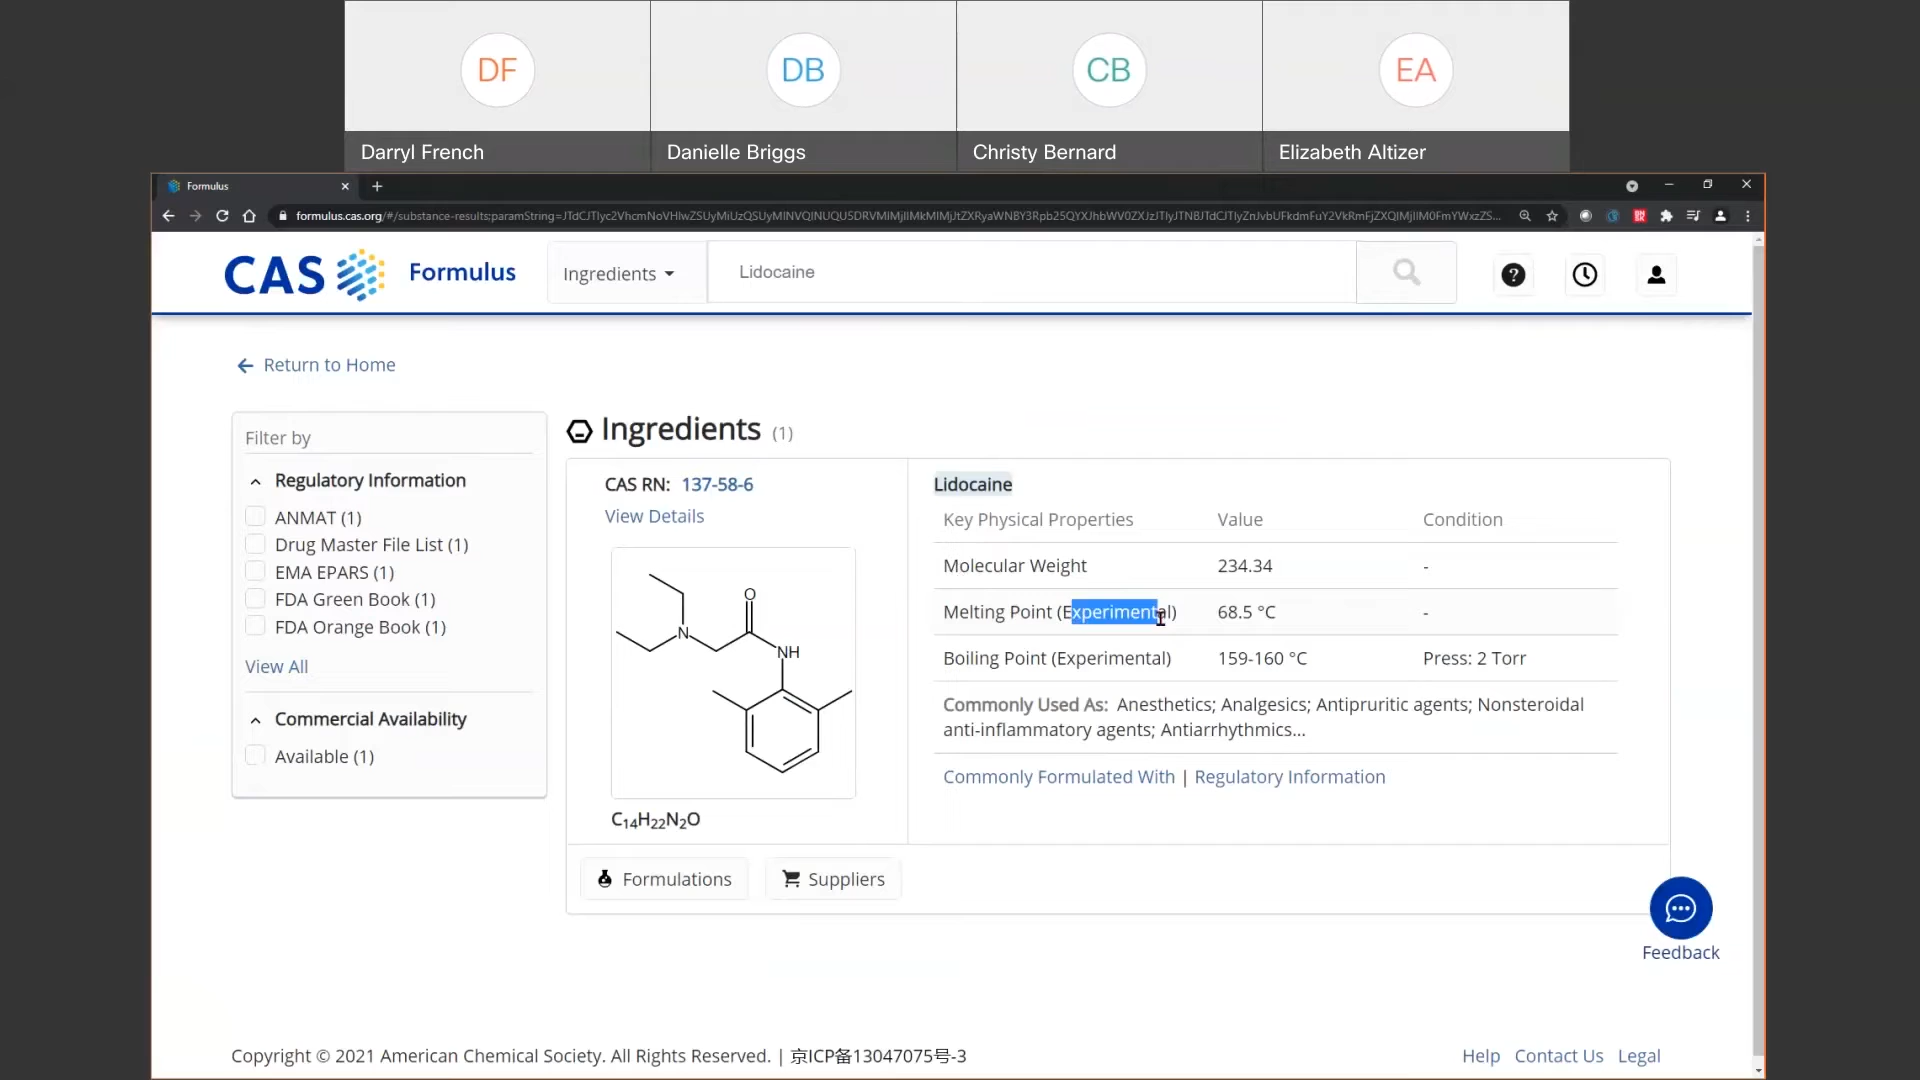 DF DB CB EA
Darryl French Danielle Briggs Christy Bernard Elizabeth Altizer
Formulus
CAS Formulus Ingredients Lidocaine
Return to Home
Filter by
Regulatory Information
ANMAT (1)
Drug Master File List (1)
EMA EPARS (1)
FDA Green Book (1)
FDA Orange Book (1)
View All
Commercial Availability
Available (1)
Ingredients (1)
CAS RN: 137-58-6
View Details
O
N
NH
C14H22N2O
Lidocaine
Key Physical Properties Value Condition
Molecular Weight 234.34 -
Melting Point (Experimental) 68.5 °C -
Boiling Point (Experimental) 159-160 °C Press: 2 Torr
Commonly Used As: Anesthetics; Analgesics; Antipruritic agents; Nonsteroidal
anti-inflammatory agents; Antiarrhythmics...
Commonly Formulated With | Regulatory Information
Formulations Suppliers
Feedback
Copyright © 2021 American Chemical Society. All Rights Reserved. | 京ICP备13047075号-3
Help Contact Us Legal